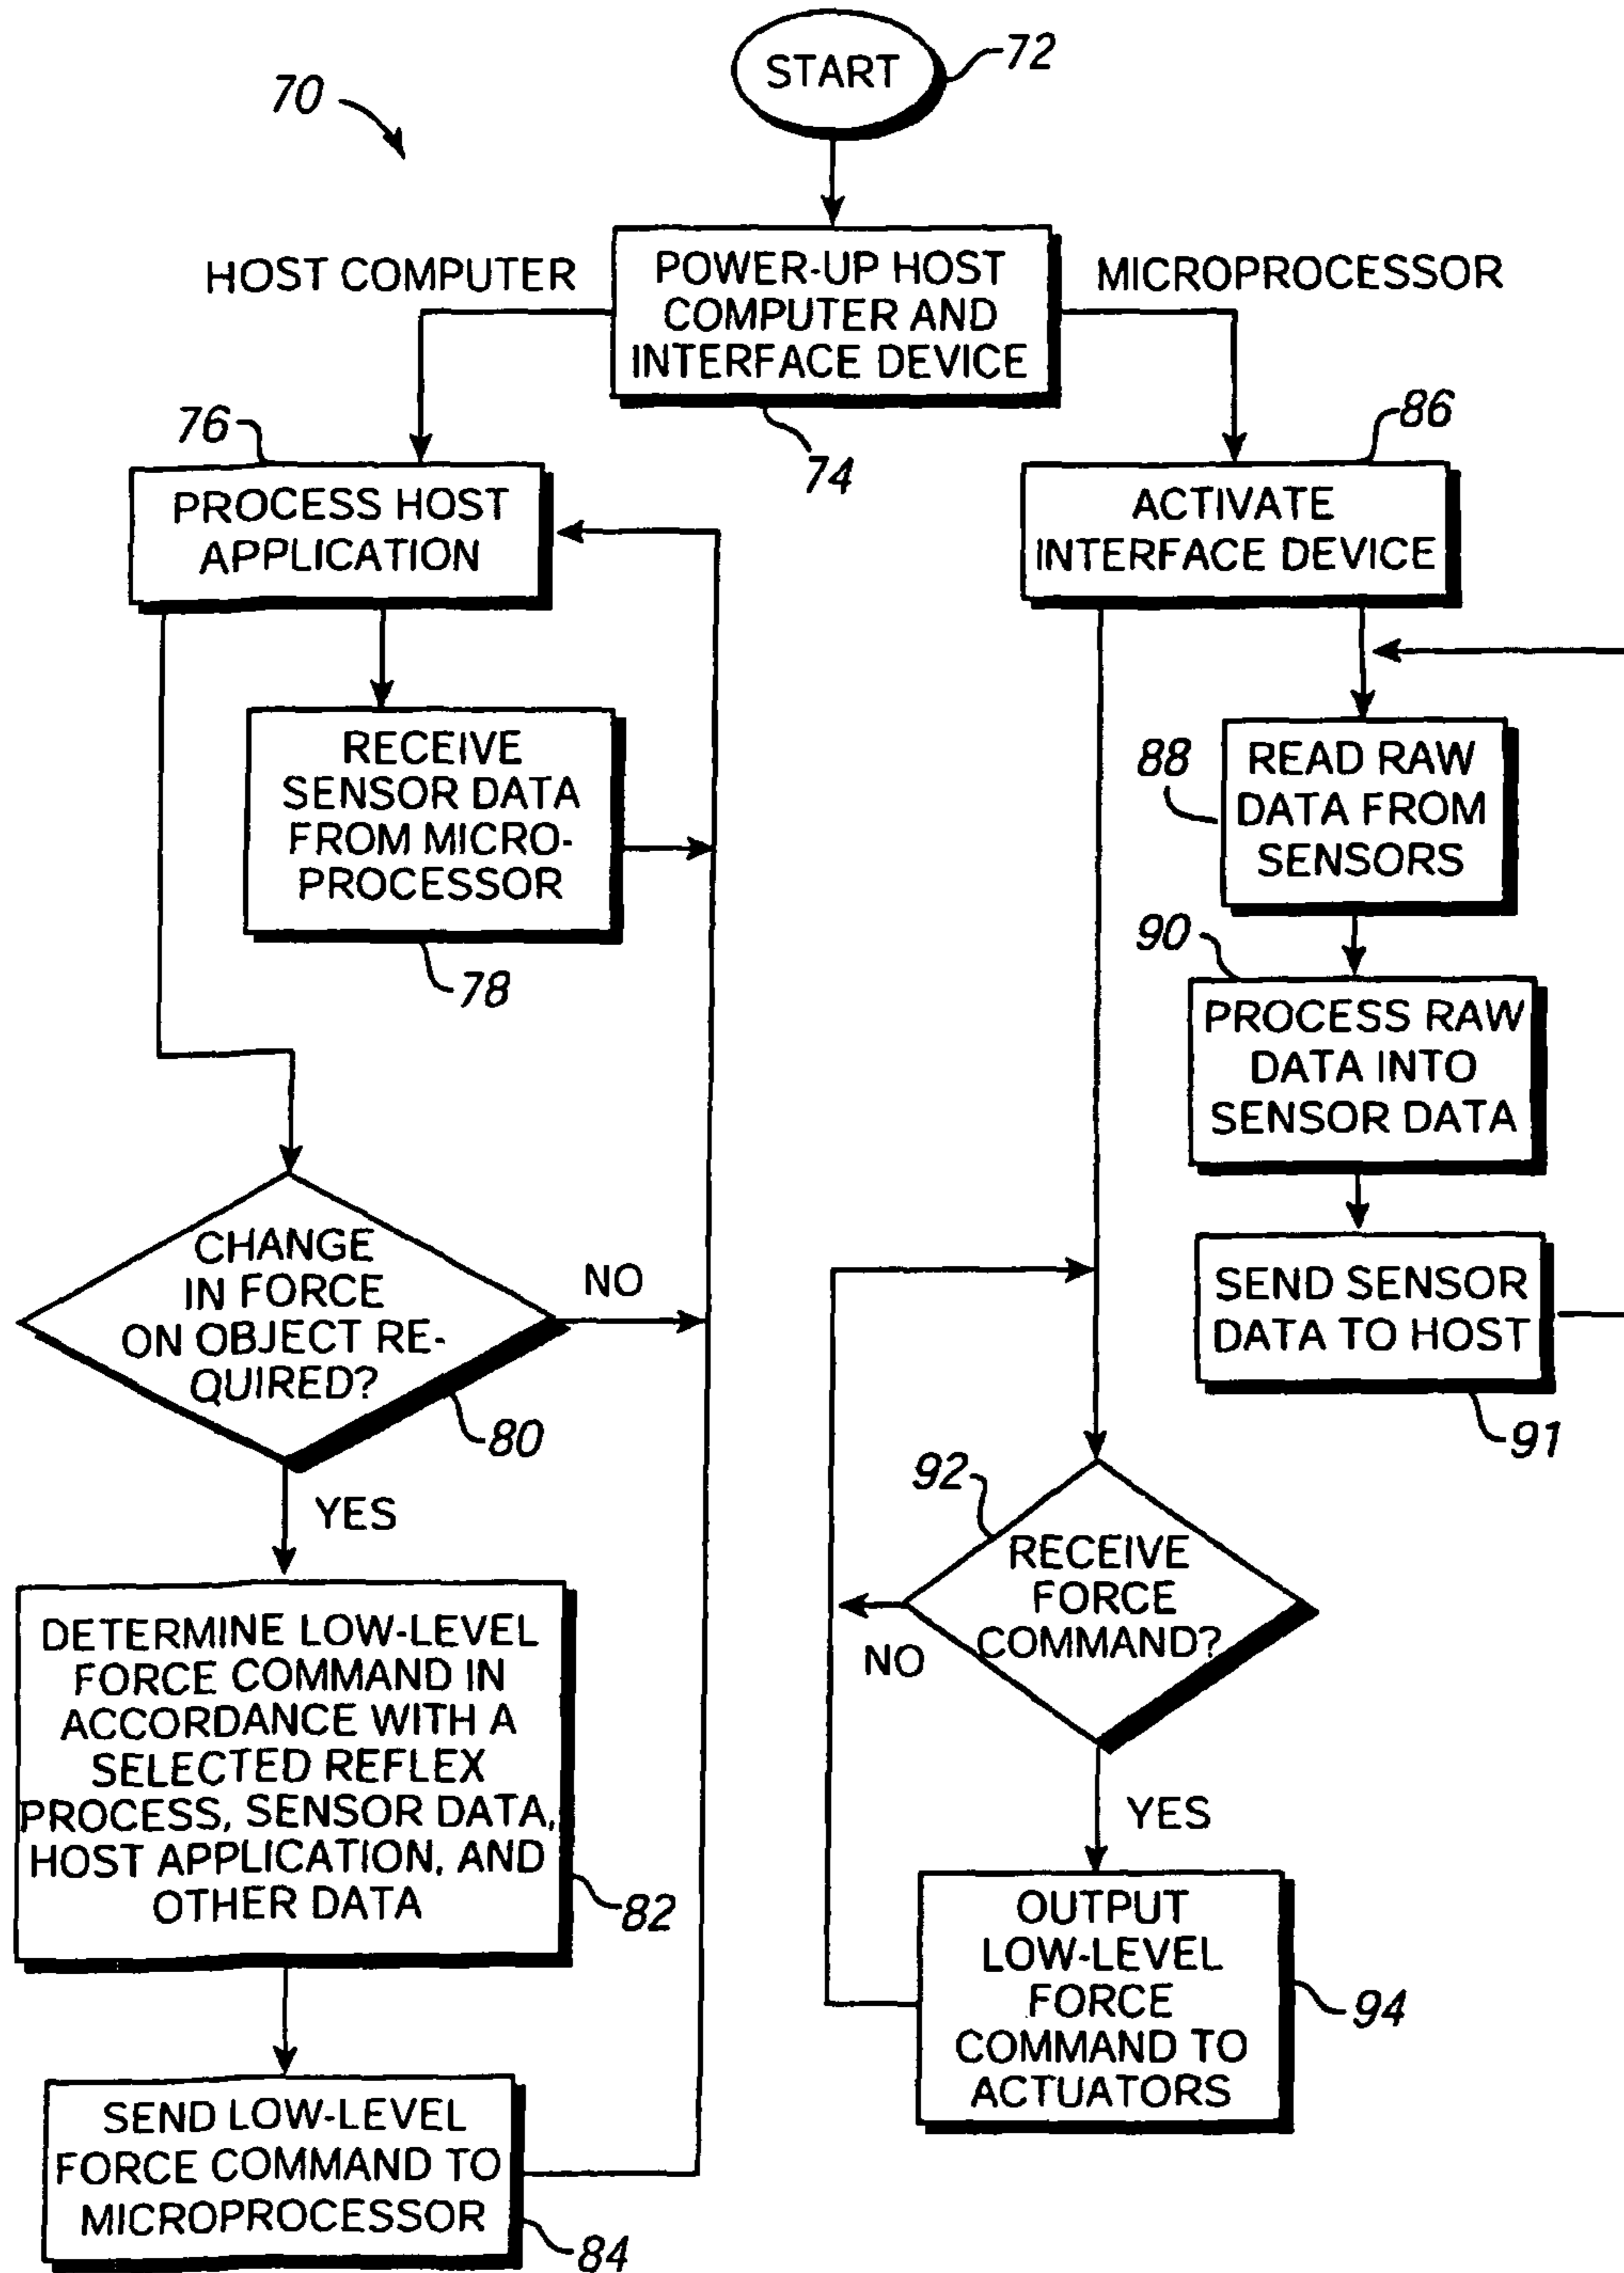 START
72
70
HOST COMPUTER
POWER-UP HOST
COMPUTER AND
INTERFACE DEVICE
MICROPROCESSOR
74
76
PROCESS HOST
APPLICATION
86
ACTIVATE
INTERFACE DEVICE
RECEIVE
SENSOR DATA
FROM MICRO-
PROCESSOR
78
88
READ RAW
DATA FROM
SENSORS
90
PROCESS RAW
DATA INTO
SENSOR DATA
SEND SENSOR
DATA TO HOST
91
CHANGE
IN FORCE
ON OBJECT RE-
QUIRED?
NO
80
YES
92
RECEIVE
FORCE
COMMAND?
NO
YES
DETERMINE LOW-LEVEL
FORCE COMMAND IN
ACCORDANCE WITH A
SELECTED REFLEX
PROCESS, SENSOR DATA,
HOST APPLICATION, AND
OTHER DATA
82
OUTPUT
LOW-LEVEL
FORCE
COMMAND TO
ACTUATORS
94
SEND LOW-LEVEL
FORCE COMMAND TO
MICROPROCESSOR
84